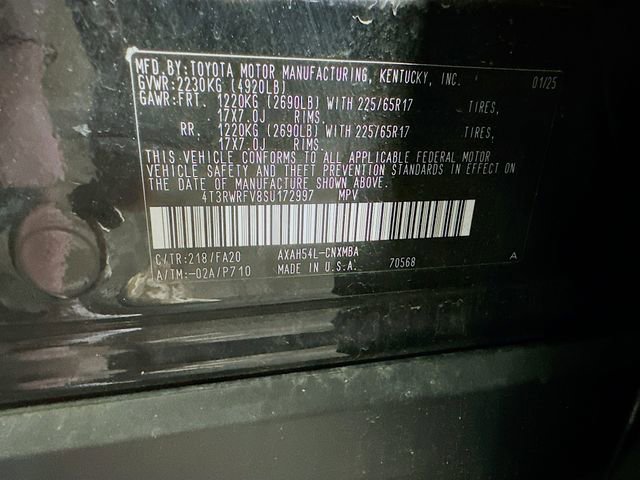 MFD.BY:TOYOTA MOTOR MANUFACTURING, KENTUCKY, INC. 01/25
GVWR:2230KG (4920LB)
GAWR:FRT. 1220KG (2690LB) WITH 225/65R17 TIRES,
17X7.0J RIMS.
RR. 1220KG (2690LB) WITH 225/65R17 TIRES,
17X7.0J RIMS.
THIS VEHICLE CONFORMS TO ALL APPLICABLE FEDERAL MOTOR
VEHICLE SAFETY AND THEFT PREVENTION STANDARDS IN EFFECT ON
THE DATE OF MANUFACTURE SHOWN ABOVE.
4T3RWRFV8SU172997 MPV
C/TR:218/FA20 AXAH54L-CNXMBA
A/TM:-02A/P710 MADE IN U.S.A. 70568 A